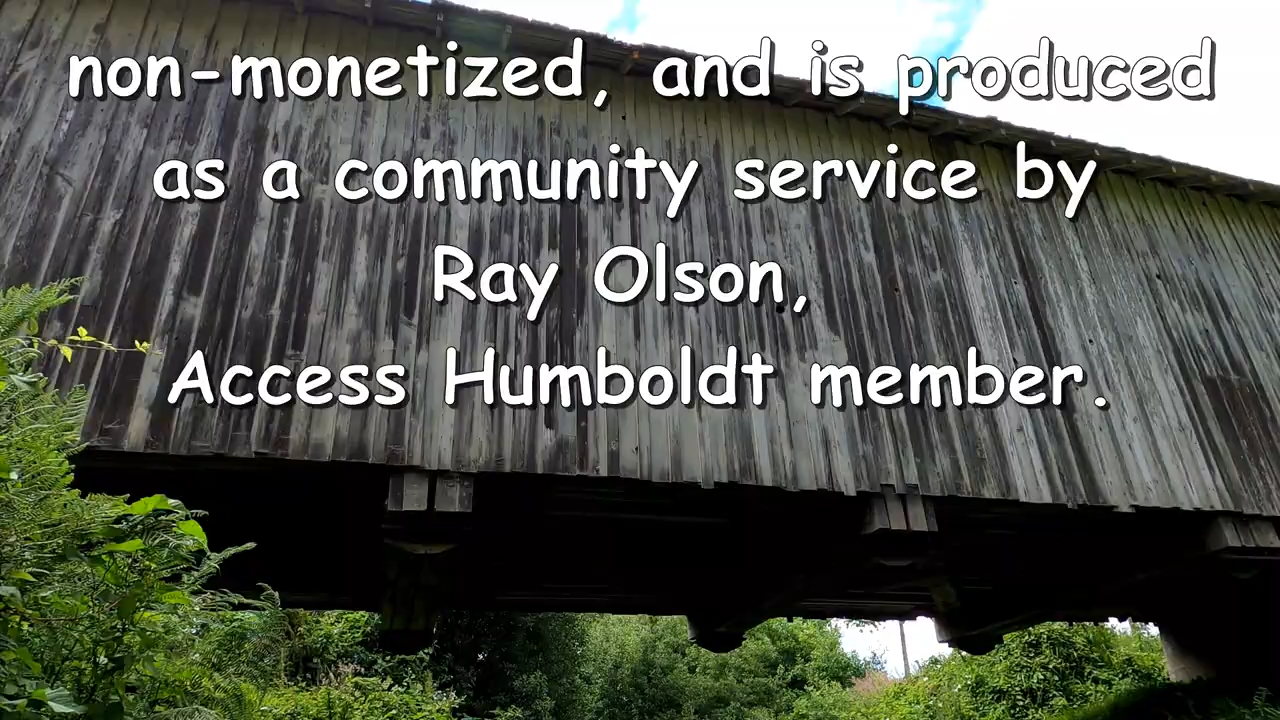 non-monetized, and is produced
as a community service by
Ray Olson,
Access Humboldt member.